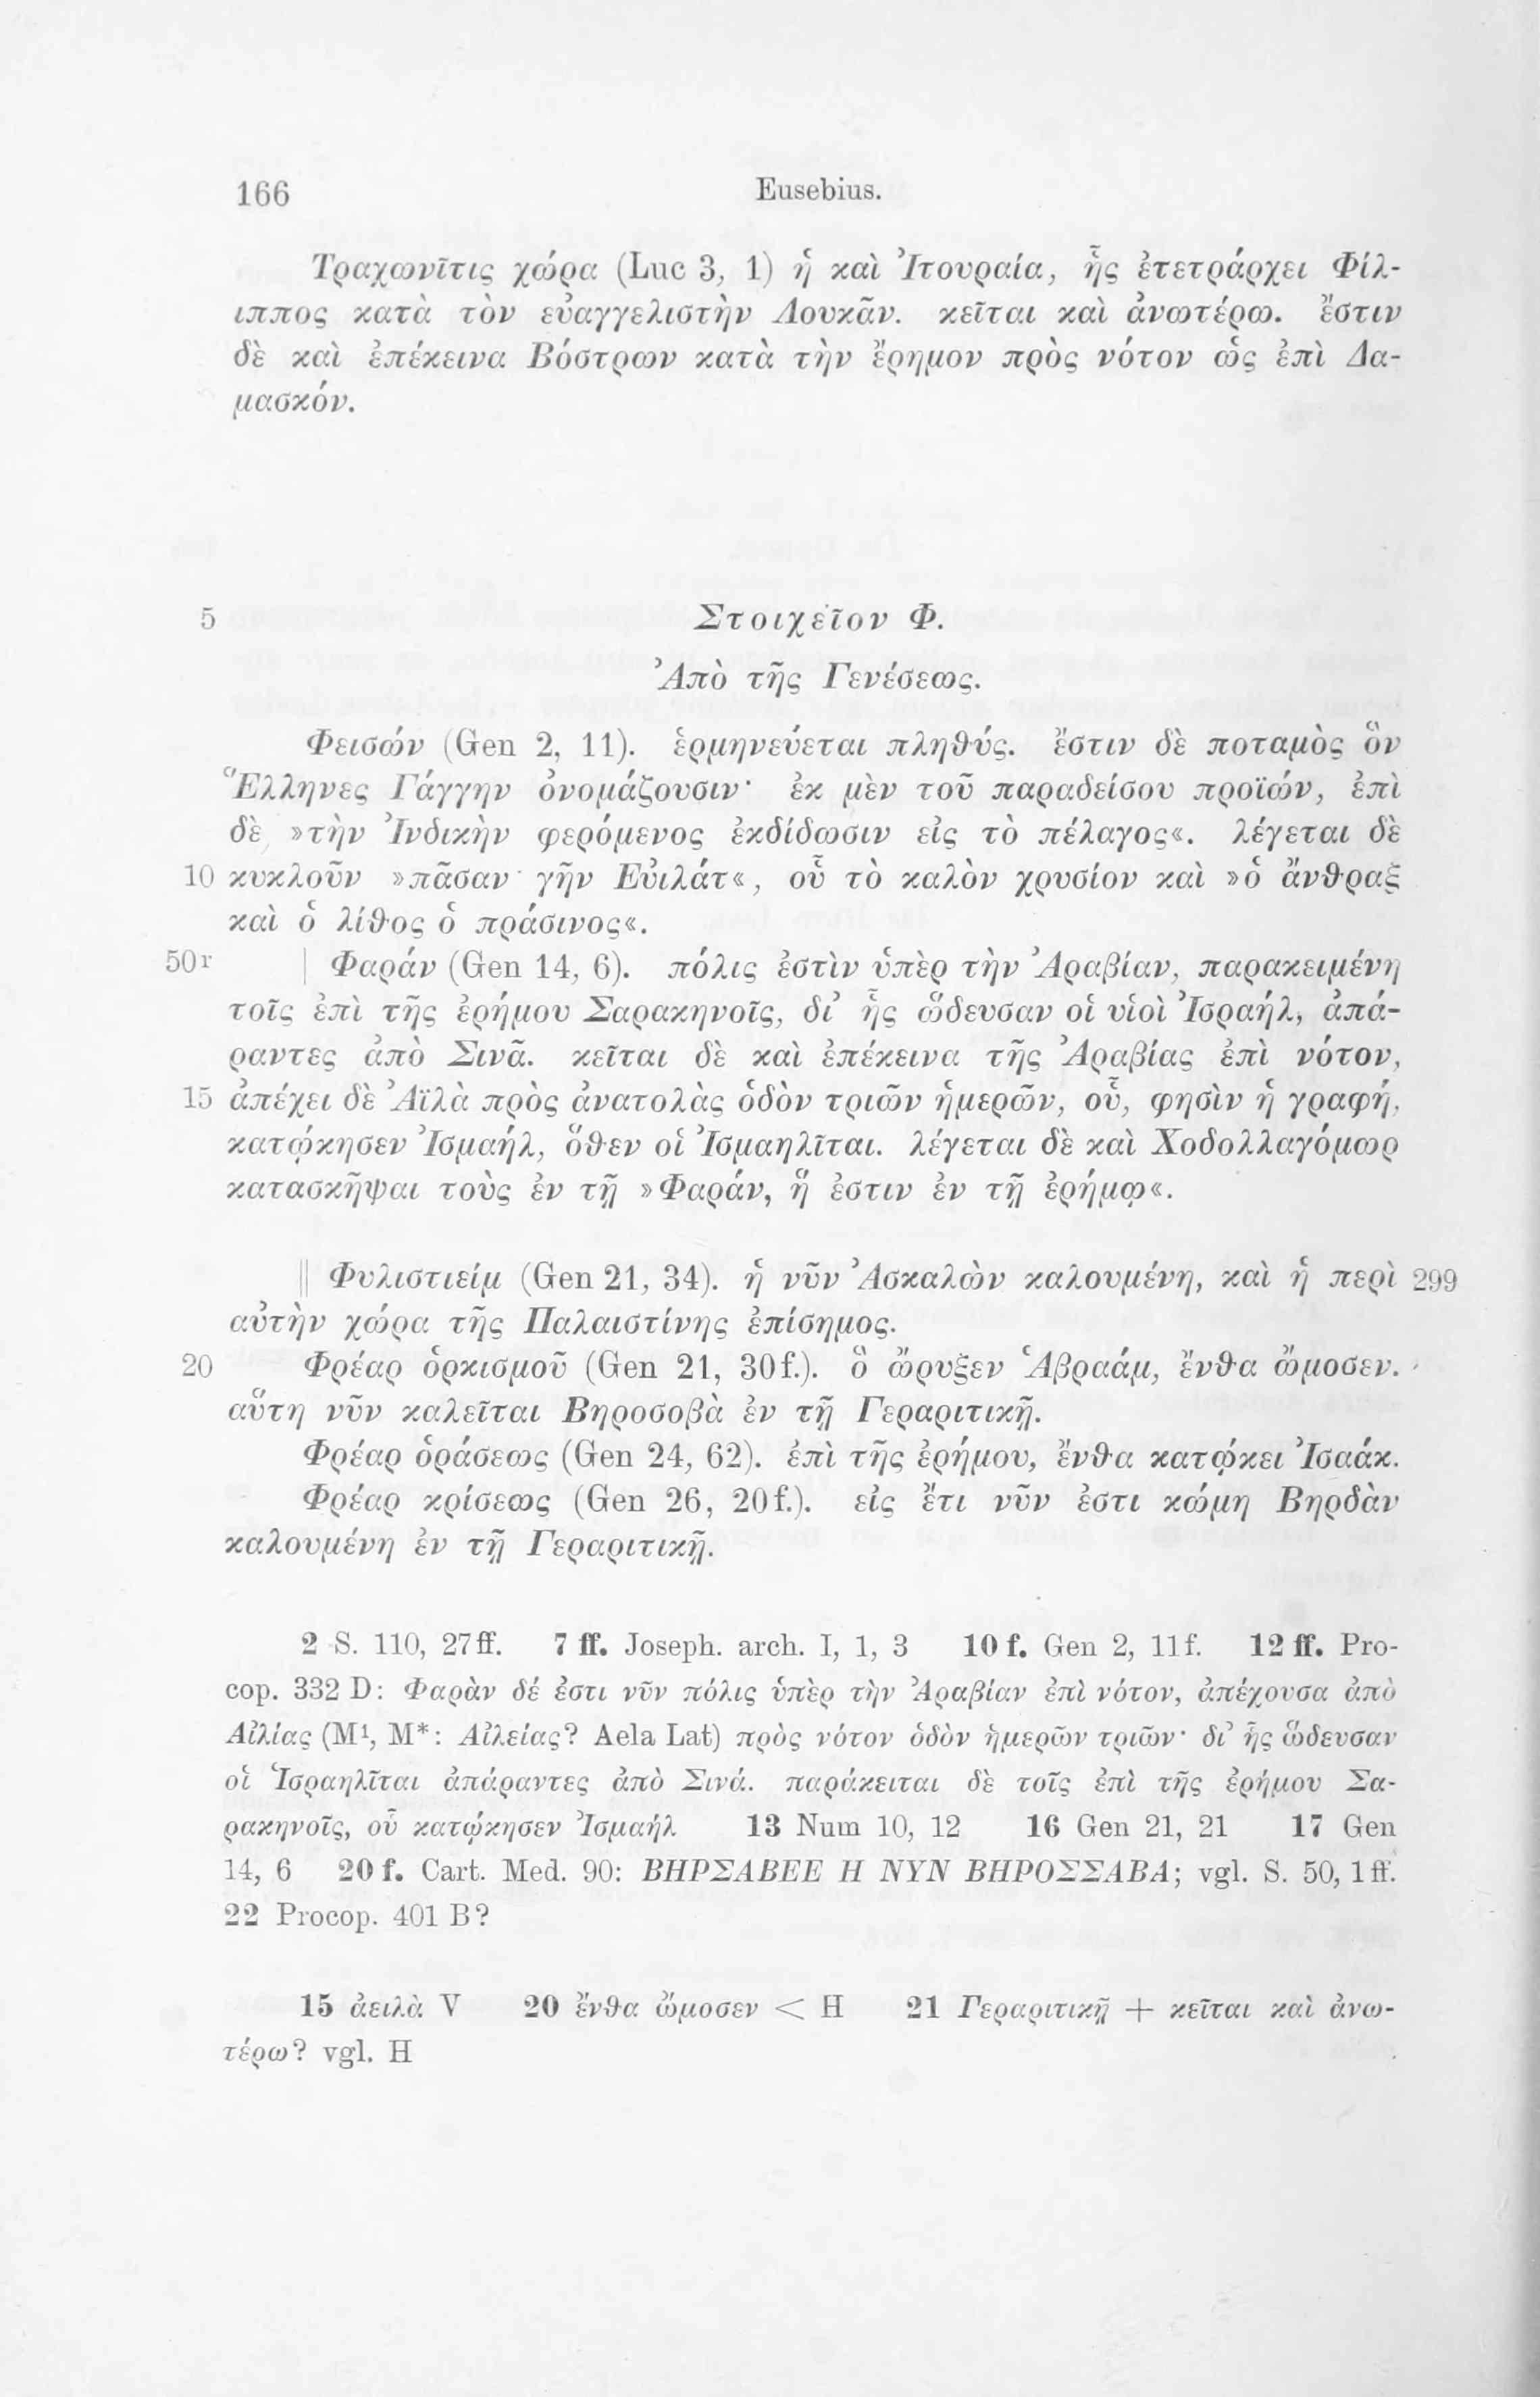 166 Eusebius.
Τραχωνῖτις χώρα (Luc 3, 1) ἡ καὶ Ἰτουραία, ἧς ἐτετράρχει Φίλ-
ιππος κατὰ τὸν εὐαγγελιστὴν Λουκᾶν. κεῖται καὶ ἀνωτέρω. ἔστιν
δὲ καὶ ἐπέκεινα Βόστρων κατὰ τὴν ἔρημον πρὸς νότον ὡς ἐπὶ Δα-
μασκόν.
5 Στοιχεῖον Φ.
Ἀπὸ τῆς Γενέσεως.
Φεισών (Gen 2, 11). ἑρμηνεύεται πληθύς. ἔστιν δὲ ποταμὸς ὃν
Ἕλληνες Γάγγην ὀνομάζουσιν· ἐκ μὲν τοῦ παραδείσου προϊών, ἐπὶ
δὲ »τὴν Ἰνδικὴν φερόμενος ἐκδίδωσιν εἰς τὸ πέλαγος«. λέγεται δὲ
10 κυκλοῦν »πᾶσαν γῆν Εὐιλάτ«, οὗ τὸ καλὸν χρυσίον καὶ »ὁ ἄνθραξ
καὶ ὁ λίθος ὁ πράσινος«.
50r | Φαράν (Gen 14, 6). πόλις ἐστὶν ὑπὲρ τὴν Ἀραβίαν, παρακειμένη
τοῖς ἐπὶ τῆς ἐρήμου Σαρακηνοῖς, δι’ ἧς ὥδευσαν οἱ υἱοὶ Ἰσραήλ, ἀπά-
ραντες ἀπὸ Σινᾶ. κεῖται δὲ καὶ ἐπέκεινα τῆς Ἀραβίας ἐπὶ νότον,
15 ἀπέχει δὲ Ἀϊλὰ πρὸς ἀνατολὰς ὁδὸν τριῶν ἡμερῶν, οὗ, φησὶν ἡ γραφή,
κατῴκησεν Ἰσμαήλ, ὅθεν οἱ Ἰσμαηλῖται. λέγεται δὲ καὶ Χοδολλαγόμωρ
κατασκῆψαι τοὺς ἐν τῇ »Φαράν, ἥ ἐστιν ἐν τῇ ἐρήμῳ«.
|| Φυλιστιείμ (Gen 21, 34). ἡ νῦν Ἀσκαλὼν καλουμένη, καὶ ἡ περὶ 299
αὐτὴν χώρα τῆς Παλαιστίνης ἐπίσημος.
20 Φρέαρ ὁρκισμοῦ (Gen 21, 30f.). ὃ ὤρυξεν Ἁβραάμ, ἔνθα ὤμοσεν.
αὕτη νῦν καλεῖται Βηροσοβὰ ἐν τῇ Γεραριτικῇ.
Φρέαρ ὁράσεως (Gen 24, 62). ἐπὶ τῆς ἐρήμου, ἔνθα κατῴκει Ἰσαάκ.
Φρέαρ κρίσεως (Gen 26, 20f.). εἰς ἔτι νῦν ἐστι κώμη Βηρδὰν
καλουμένη ἐν τῇ Γεραριτικῇ.
2 S. 110, 27ff. 7 ff. Joseph. arch. I, 1, 3 10 f. Gen 2, 11f. 12 ff. Pro-
cop. 332 D: Φαρὰν δέ ἐστι νῦν πόλις ὑπὲρ τὴν Ἀραβίαν ἐπὶ νότον, ἀπέχουσα ἀπὸ
Αἰλίας (M¹, M*: Αἰλείας? Aela Lat) πρὸς νότον ὁδὸν ἡμερῶν τριῶν· δι’ ἧς ὥδευσαν
οἱ Ἰσραηλῖται ἀπάραντες ἀπὸ Σινά. παράκειται δὲ τοῖς ἐπὶ τῆς ἐρήμου Σα-
ρακηνοῖς, οὗ κατῴκησεν Ἰσμαήλ 13 Num 10, 12 16 Gen 21, 21 17 Gen
14, 6 20 f. Cart. Med. 90: ΒΗΡΣΑΒΕΕ Η ΝΥΝ ΒΗΡΟΣΣΑΒΑ; vgl. S. 50, 1ff.
22 Procop. 401 B?
15 ἀειλὰ V 20 ἔνθα ὤμοσεν < H 21 Γεραριτικῇ + κεῖται καὶ ἀνω-
τέρω? vgl. H